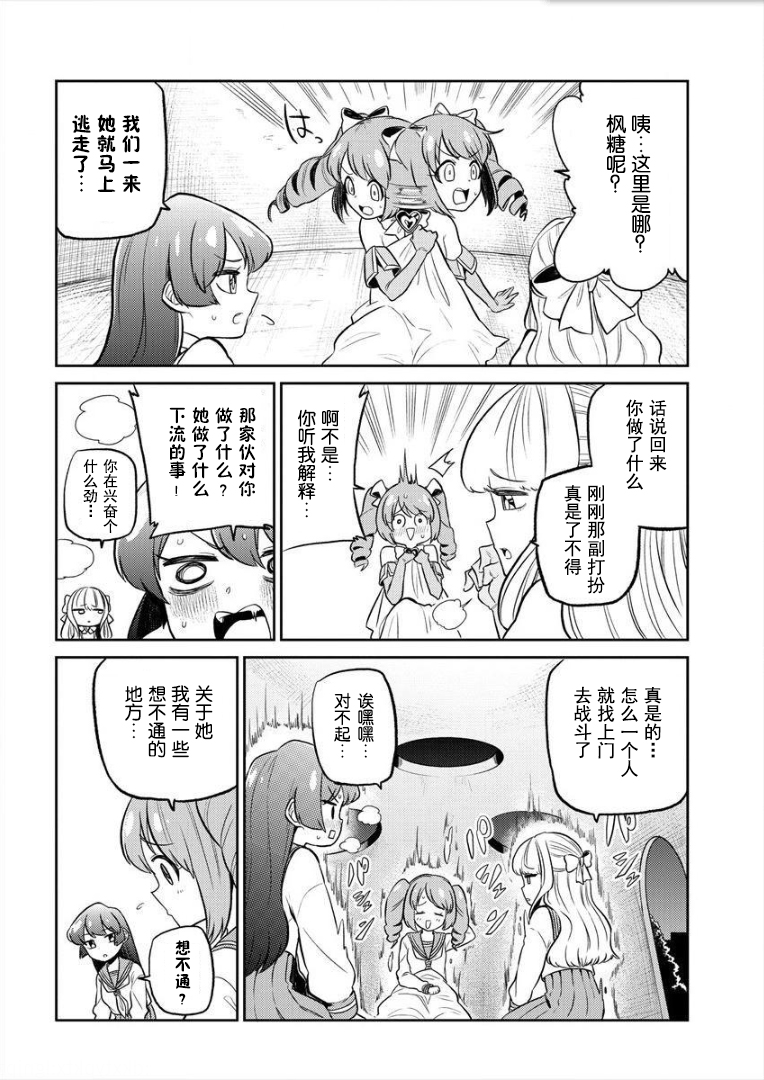 咦…这里是哪？
枫糖呢？
はっ
我们一来
她就马上
逃走了…
话说回来
你做了什么
刚刚那副打扮
真是了不得
啊不是…
你听我解释…
那家伙对你
做了什么？
她做了什么
下流的事！
你在兴奋个
什么劲…
真是的…
怎么一个人
就找上门
去战斗了
诶嘿嘿…
对不起…
关于她
我有一些
想不通的
地方…
想不通？